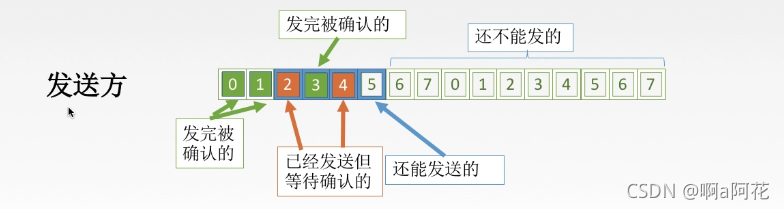 发完被确认的
还不能发的
发送方
0 1 2 3 4 5 6 7 0 1 2 3 4 5 6 7
发完被
确认的
已经发送但
等待确认的
还能发送的
CSDN @啊a阿花